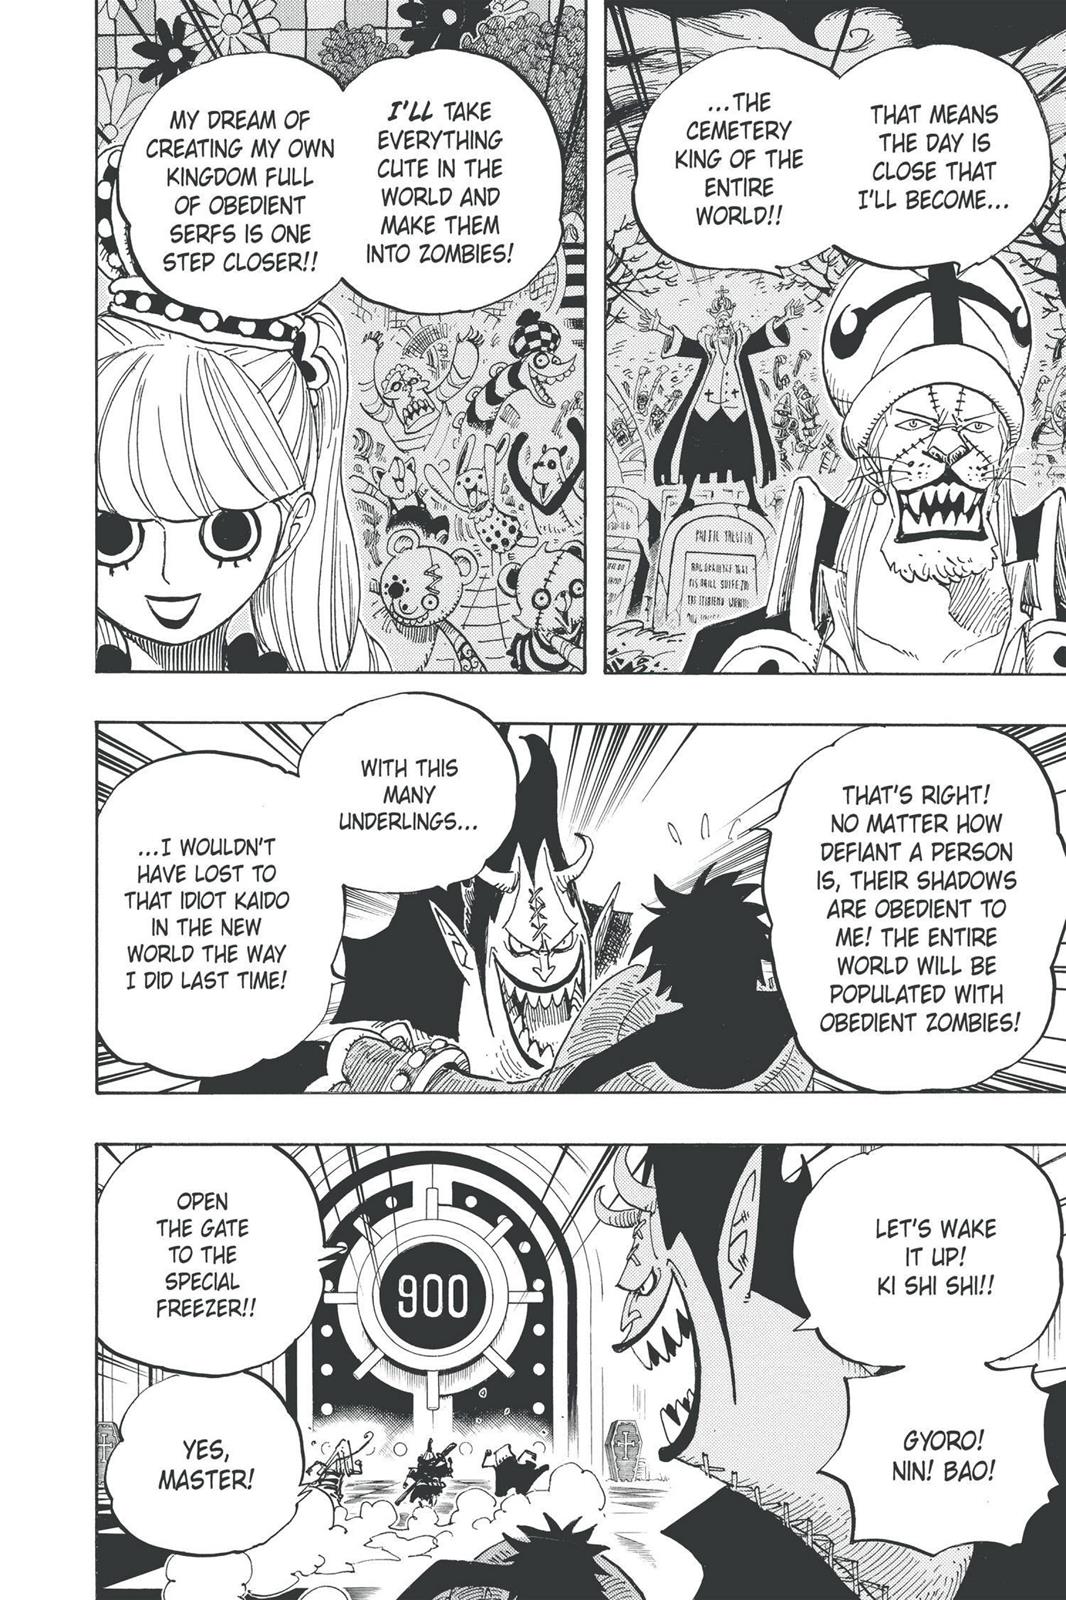 THAT MEANS
THE DAY IS
CLOSE THAT
I'LL BECOME...
...THE
CEMETERY
KING OF THE
ENTIRE
WORLD!!
I'LL TAKE
EVERYTHING
CUTE IN THE
WORLD AND
MAKE THEM
INTO ZOMBIES!
MY DREAM OF
CREATING MY OWN
KINGDOM FULL
OF OBEDIENT
SERFS IS ONE
STEP CLOSER!!
THAT'S RIGHT!
NO MATTER HOW
DEFIANT A PERSON
IS, THEIR SHADOWS
ARE OBEDIENT TO
ME! THE ENTIRE
WORLD WILL BE
POPULATED WITH
OBEDIENT ZOMBIES!
WITH THIS
MANY
UNDERLINGS...
...I WOULDN'T
HAVE LOST TO
THAT IDIOT KAIDO
IN THE NEW
WORLD THE WAY
I DID LAST TIME!
LET'S WAKE
IT UP!
KI SHI SHI!!
GYORO!
NIN! BAO!
OPEN
THE GATE
TO THE
SPECIAL
FREEZER!!
900
YES,
MASTER!